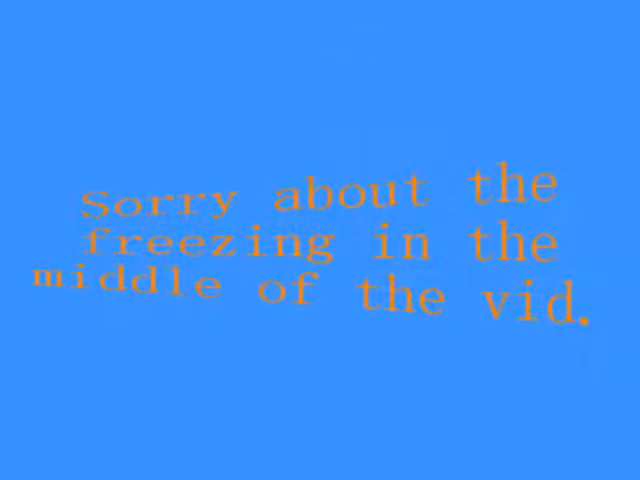 Sorry about the
freezing in the
middle of the vid.